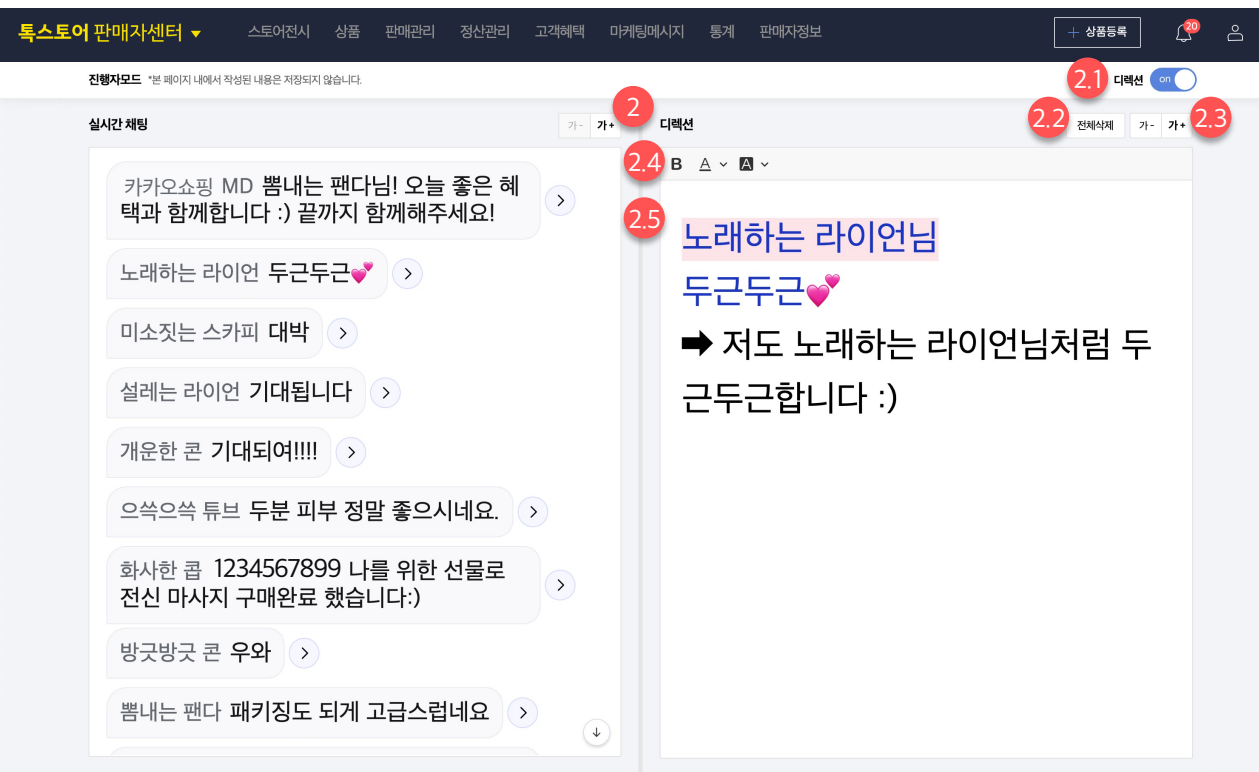 톡스토어 판매자센터 ▼ 스토어전시 상품 판매관리 정산관리 고객혜택 마케팅메시지 통계 판매자정보 + 상품등록 20
진행자모드 *본 페이지 내에서 작성된 내용은 저장되지 않습니다. 2.1 디렉션 on
실시간 채팅 가- 가+ 2 디렉션 2.2 전체삭제 가- 가+ 2.3
2.4 B A A
카카오쇼핑 MD 뽐내는 팬다님! 오늘 좋은 혜
택과 함께합니다 :) 끝까지 함께해주세요!
노래하는 라이언 두근두근💕
미소짓는 스카피 대박
설레는 라이언 기대됩니다
개운한 콘 기대되여!!!!
으쓱으쓱 튜브 두분 피부 정말 좋으시네요.
화사한 콥 1234567899 나를 위한 선물로
전신 마사지 구매완료 했습니다:)
방긋방긋 콘 우와
뽐내는 팬다 패키징도 되게 고급스럽네요
2.5
노래하는 라이언님
두근두근💕
➡ 저도 노래하는 라이언님처럼 두
근두근합니다 :)